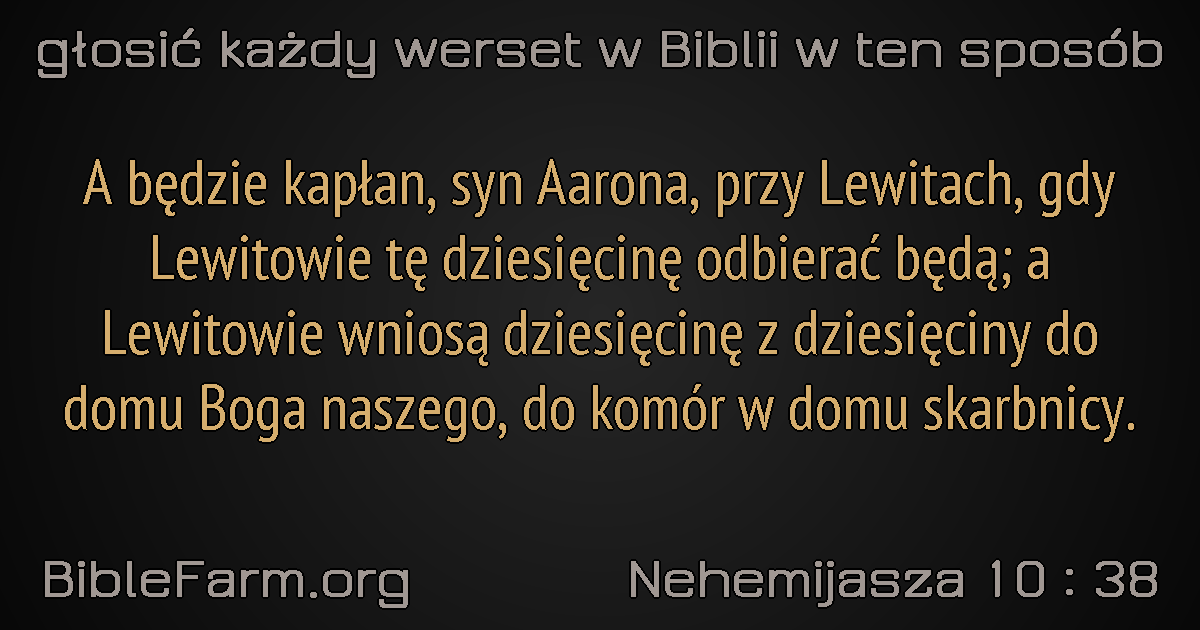 głosić każdy werset w Biblii w ten sposób
A będzie kapłan, syn Aarona, przy Lewitach, gdy
Lewitowie tę dziesięcinę odbierać będą; a
Lewitowie wniosą dziesięcinę z dziesięciny do
domu Boga naszego, do komór w domu skarbnicy.
BibleFarm.org
Nehemijasza 10 : 38